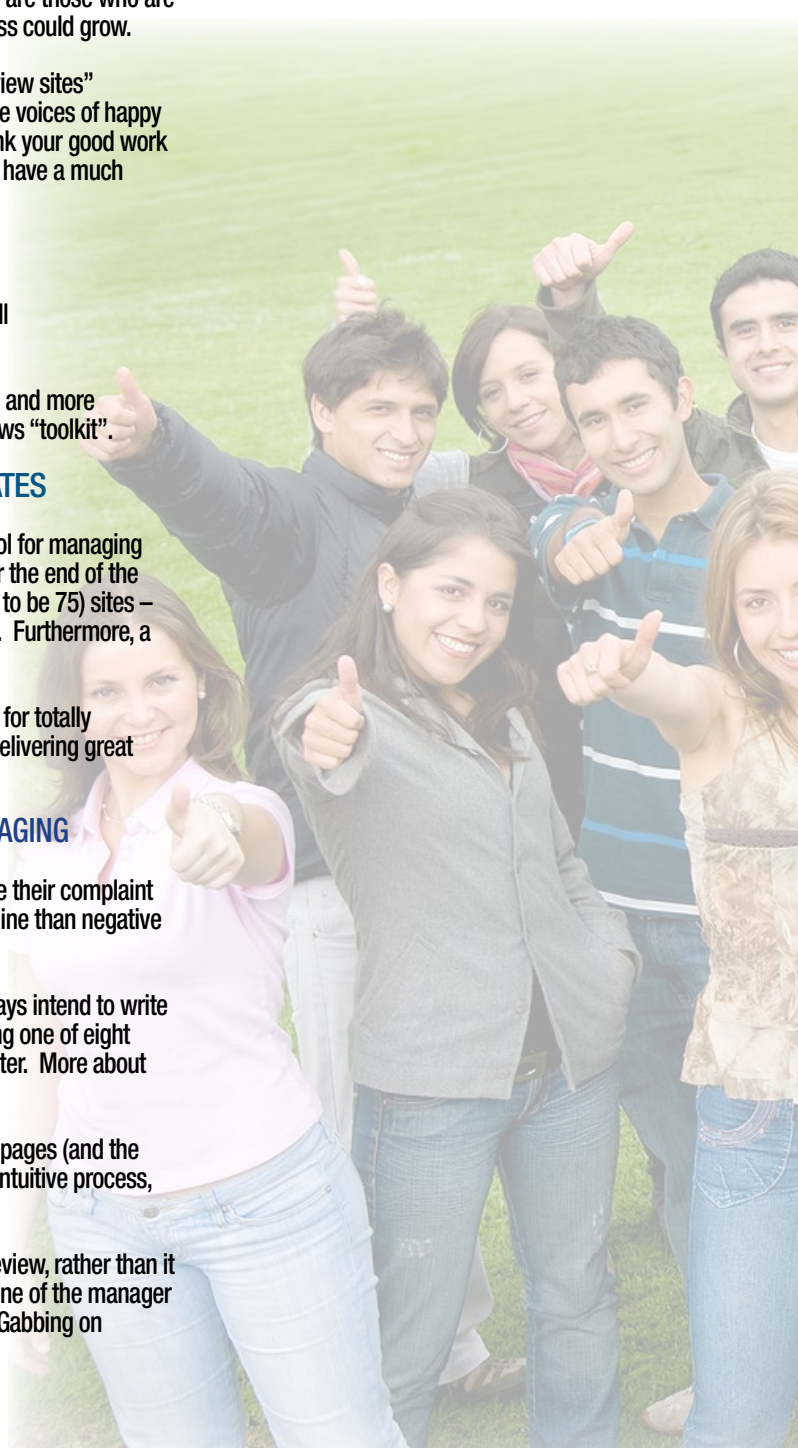 are those who are
ss could grow.
iew sites”
e voices of happy
nk your good work
have a much
ll
and more
ws “toolkit”.
ATES
ol for managing
r the end of the
to be 75) sites –
. Furthermore, a
for totally
elivering great
AGING
e their complaint
ine than negative
ays intend to write
ng one of eight
ter. More about
pages (and the
intuitive process,
eview, rather than it
ne of the manager
Gabbing on